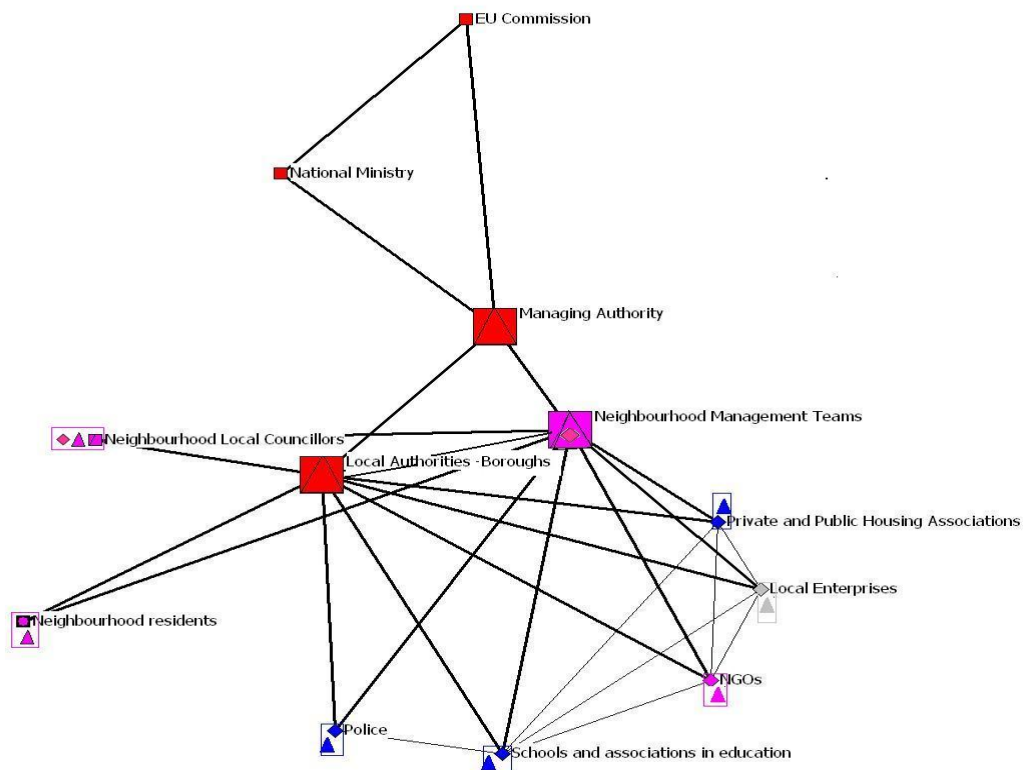 EU Commission
National Ministry
Managing Authority
Neighbourhood Management Teams
Neighbourhood Local Councillors
Local Authorities -Boroughs
Private and Public Housing Associations
Local Enterprises
Neighbourhood residents
NGOs
Police
Schools and associations in education